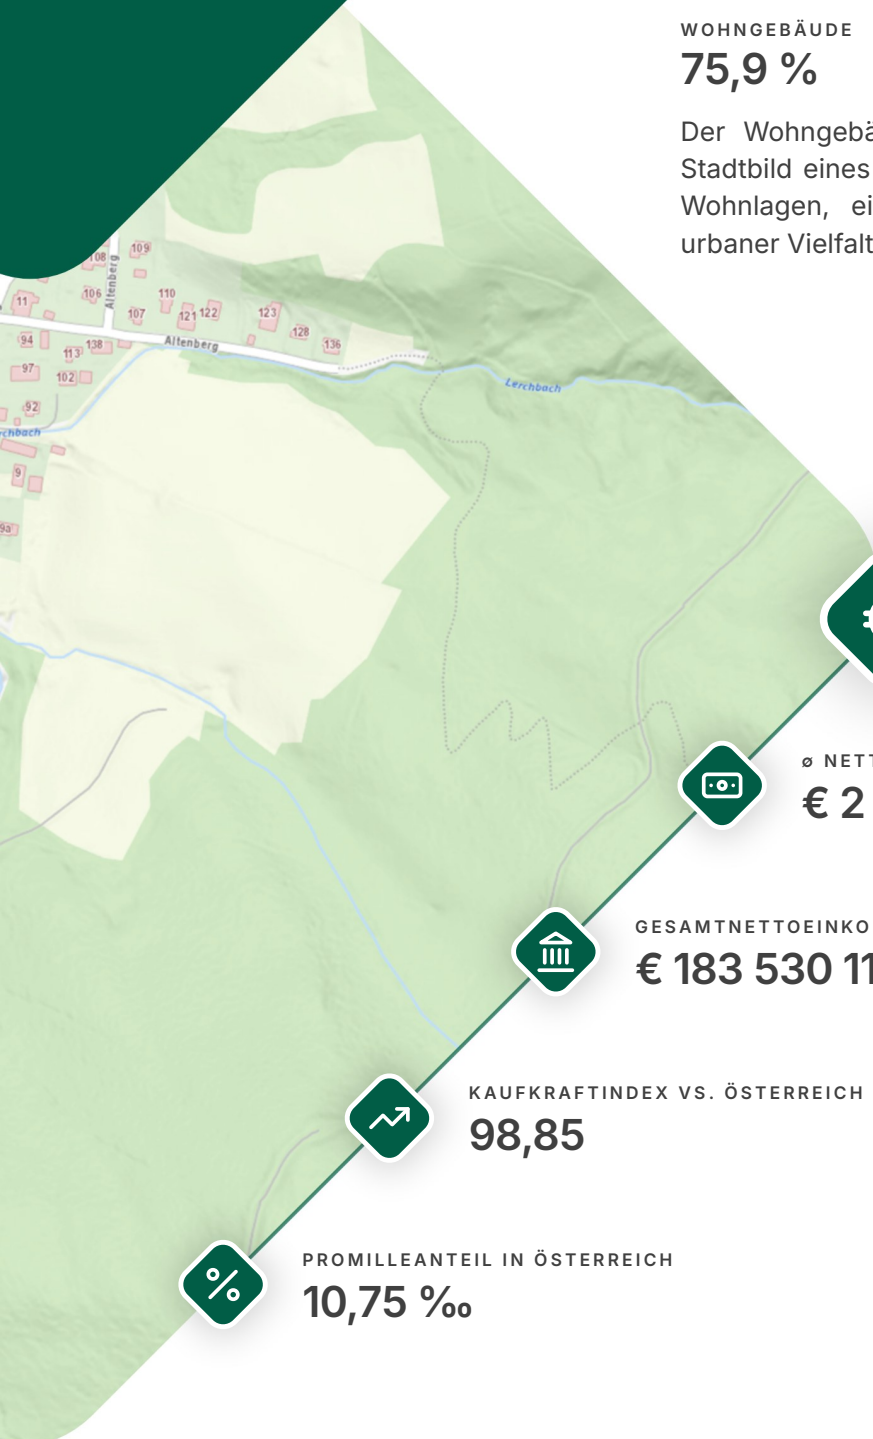 WOHNGEBÄUDE
75,9 %
Der Wohngebä
Stadtbild eines
Wohnlagen, ei
urbaner Vielfalt
108
109
Altenberg
11
106
110
107
121
122
123
128
136
94
113
138
Altenberg
97
102
Lerchbach
92
chbach
9
9a
ø NETT
€ 2
GESAMTNETTOEINKO
€ 183 530 11
KAUFKRAFTINDEX VS. ÖSTERREICH
98,85
PROMILLEANTEIL IN ÖSTERREICH
10,75 ‰